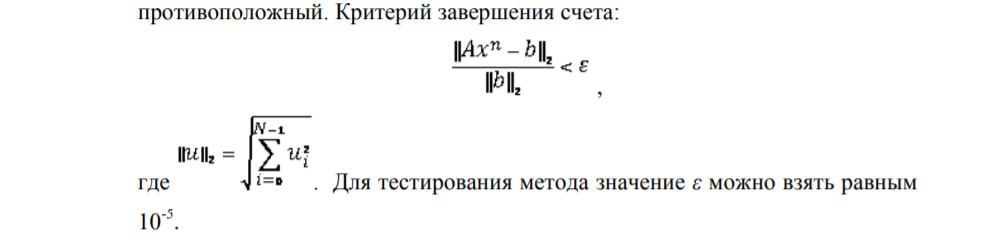 противоположный. Критерий завершения счета:
‖Axⁿ – b‖₂ / ‖b‖₂ < ε ,
где ‖u‖₂ = √(∑_{i=0}^{N–1} u_i²) . Для тестирования метода значение ε можно взять равным
10⁻⁵.